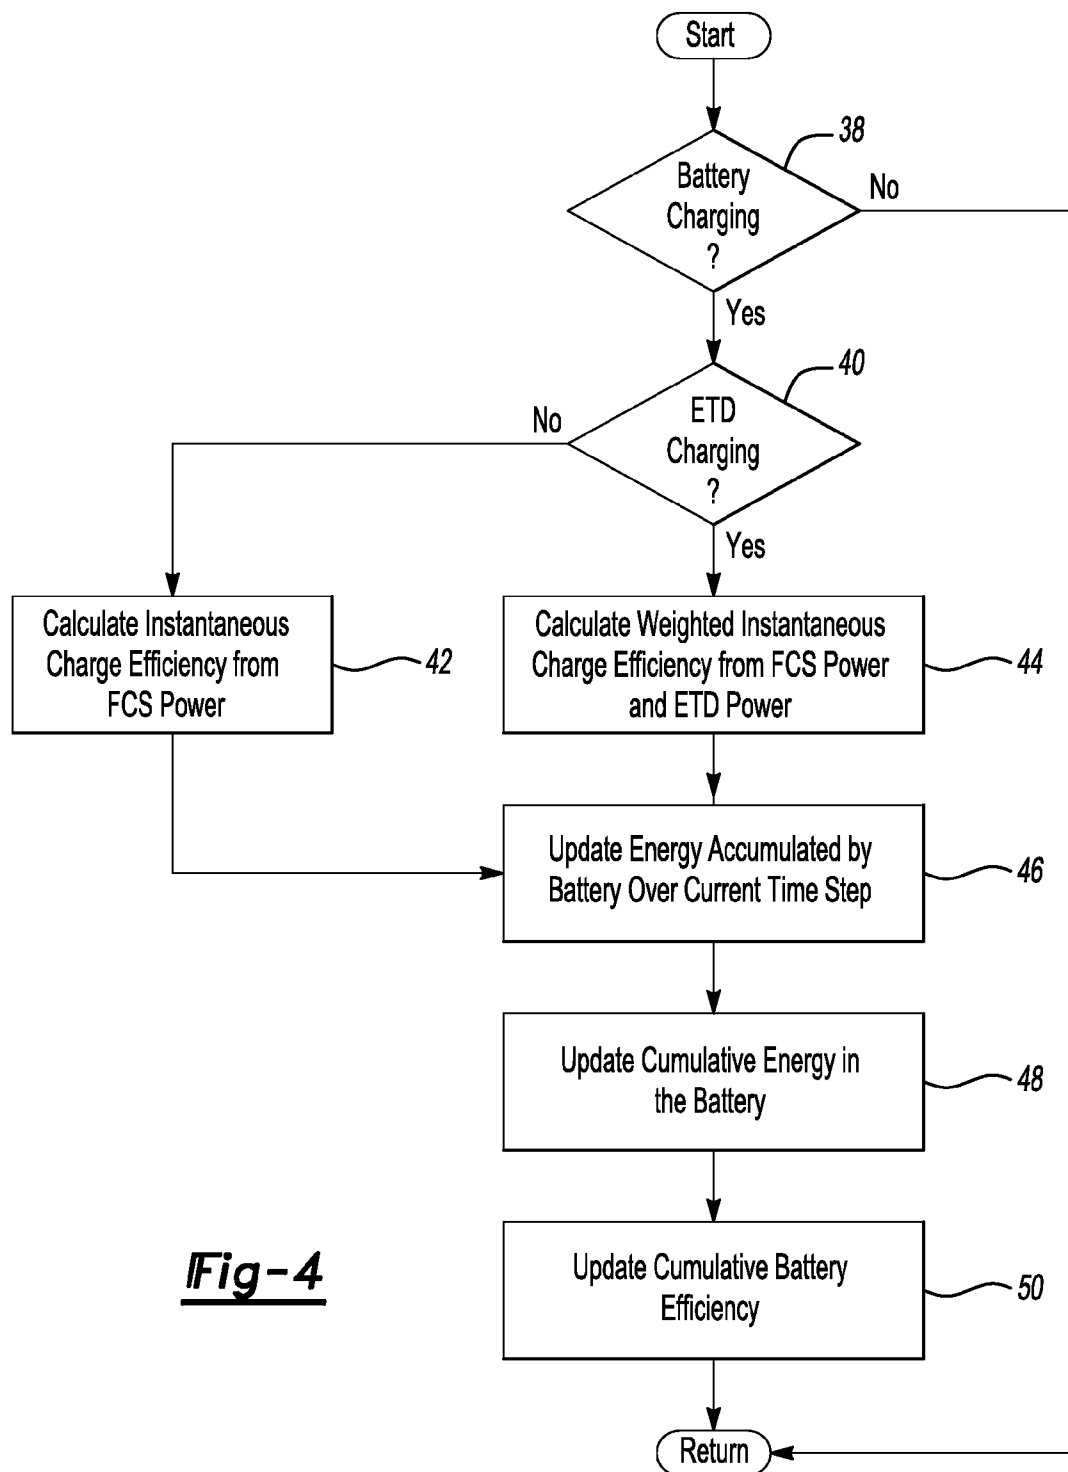 Start
38
Battery
Charging
?
No
Yes
40
ETD
Charging
?
No
Yes
Calculate Instantaneous
Charge Efficiency from
FCS Power
42
Calculate Weighted Instantaneous
Charge Efficiency from FCS Power
and ETD Power
44
Update Energy Accumulated by
Battery Over Current Time Step
46
Update Cumulative Energy in
the Battery
48
Update Cumulative Battery
Efficiency
50
Fig-4
Return